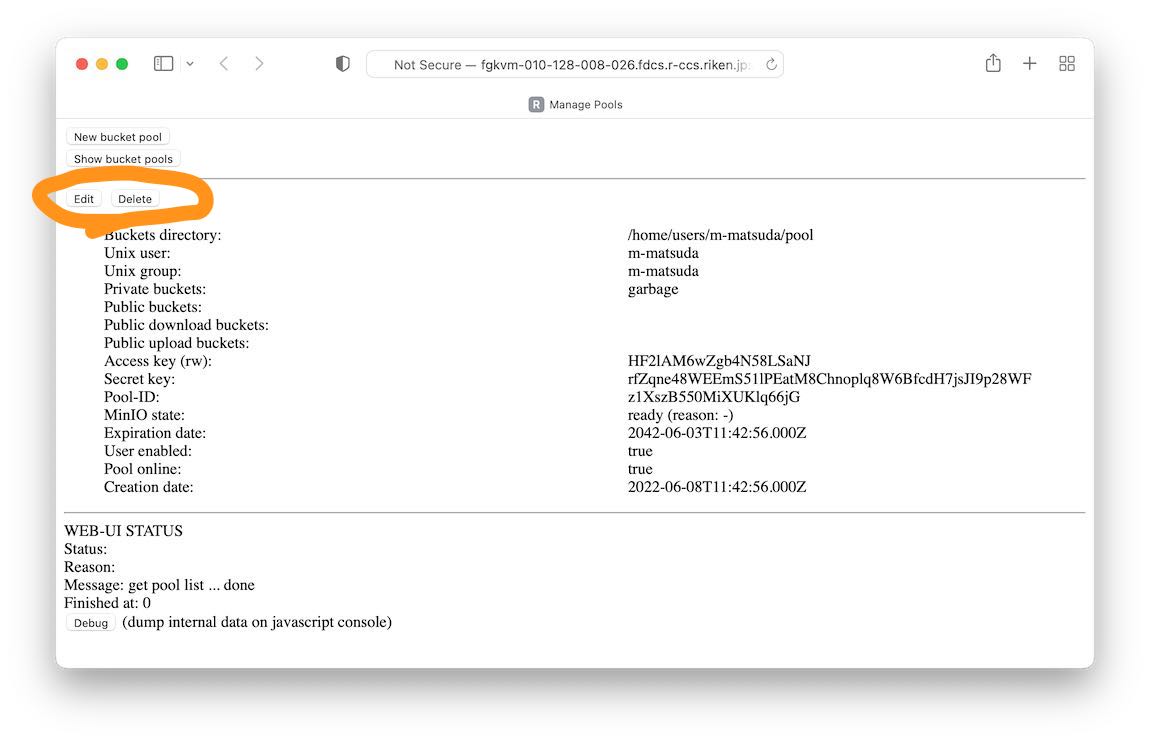 Not Secure — fgkvm-010-128-008-026.fdcs.r-ccs.riken.jp:
R Manage Pools
New bucket pool
Show bucket pools
Edit Delete
Buckets directory: /home/users/m-matsuda/pool
Unix user: m-matsuda
Unix group: m-matsuda
Private buckets: garbage
Public buckets:
Public download buckets:
Public upload buckets:
Access key (rw): HF2lAM6wZgb4N58LSaNJ
Secret key: rfZqne48WEEmS51lPEatM8Chnoplq8W6BfcdH7jsJI9p28WF
Pool-ID: z1XszB550MiXUKlq66jG
MinIO state: ready (reason: -)
Expiration date: 2042-06-03T11:42:56.000Z
User enabled: true
Pool online: true
Creation date: 2022-06-08T11:42:56.000Z
WEB-UI STATUS
Status:
Reason:
Message: get pool list ... done
Finished at: 0
Debug (dump internal data on javascript console)